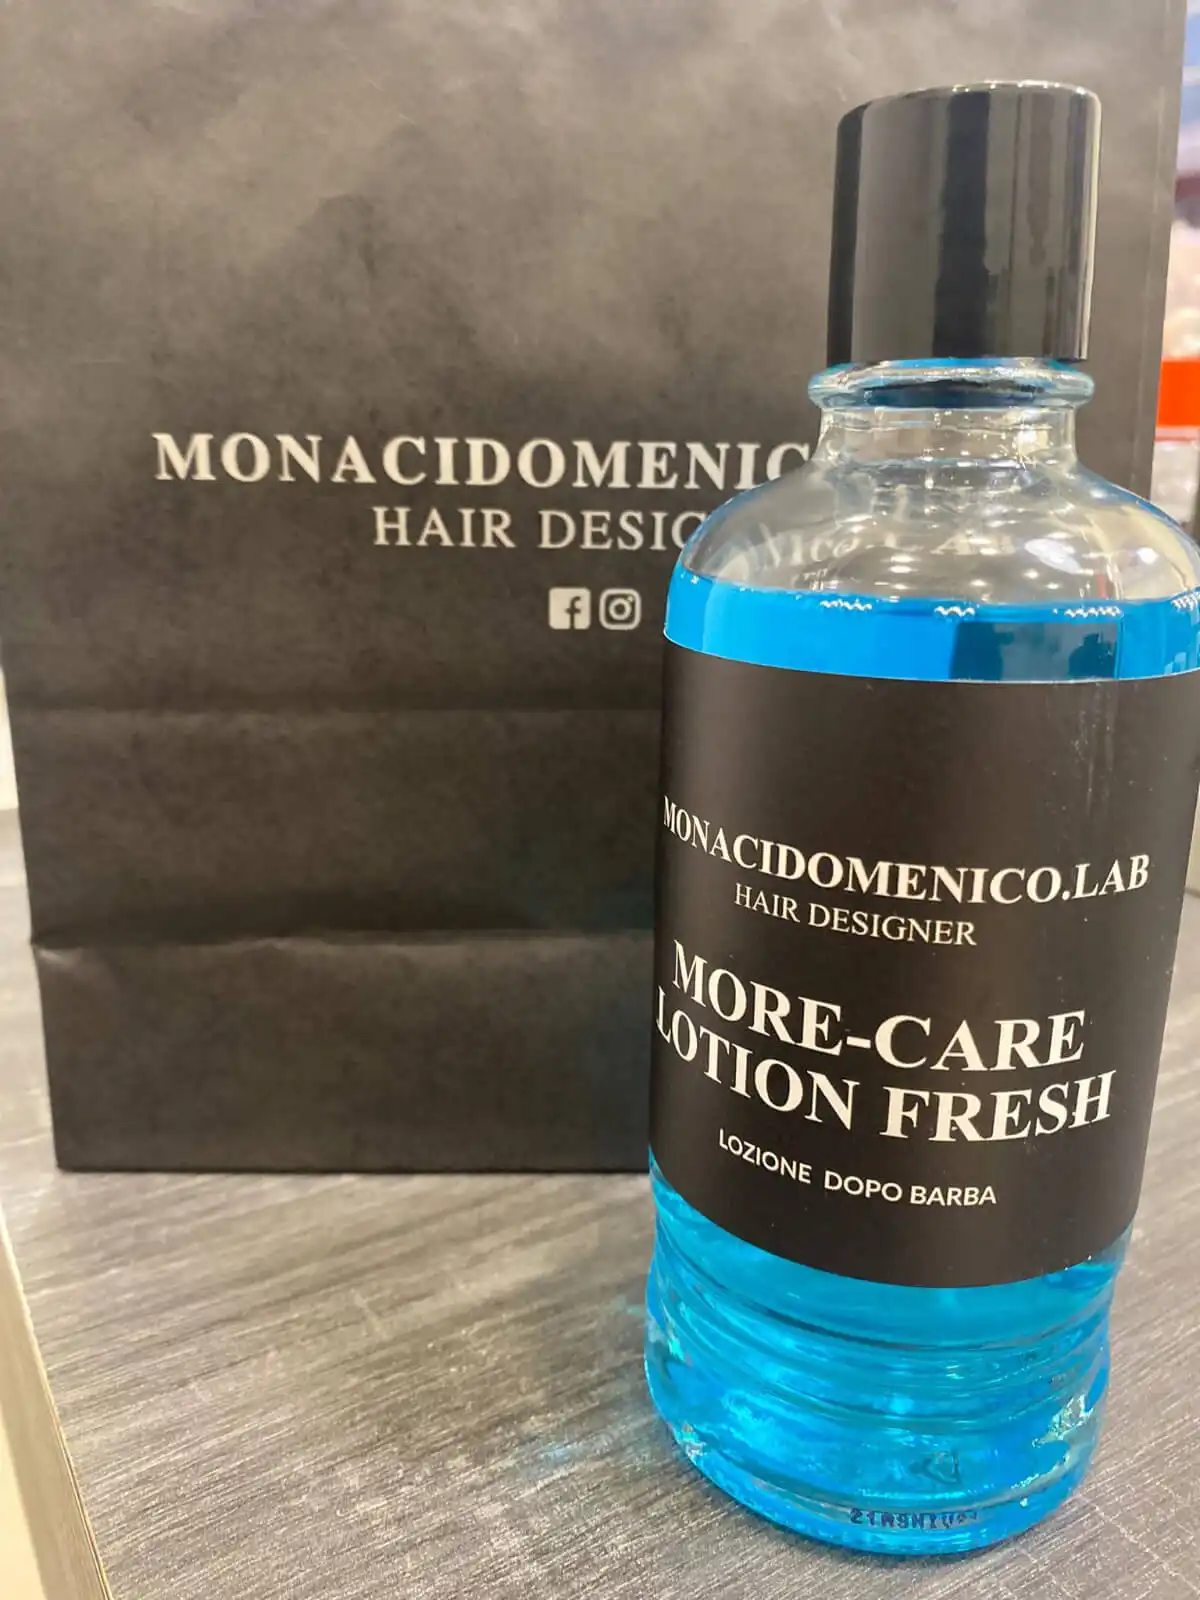 MONACIDOMENIC
HAIR DESIG
MONACIDOMENICO.LAB
HAIR DESIGNER
MORE-CARE
LOTION FRESH
LOZIONE DOPO BARBA